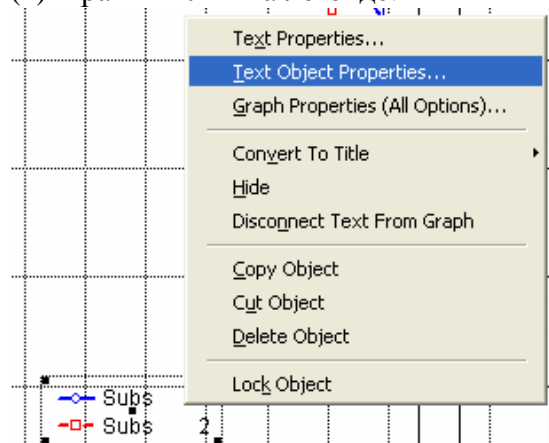 Text Properties...
Text Object Properties...
Graph Properties (All Options)...
Convert To Title
Hide
Disconnect Text From Graph
Copy Object
Cut Object
Delete Object
Lock Object
Subs
Subs 2